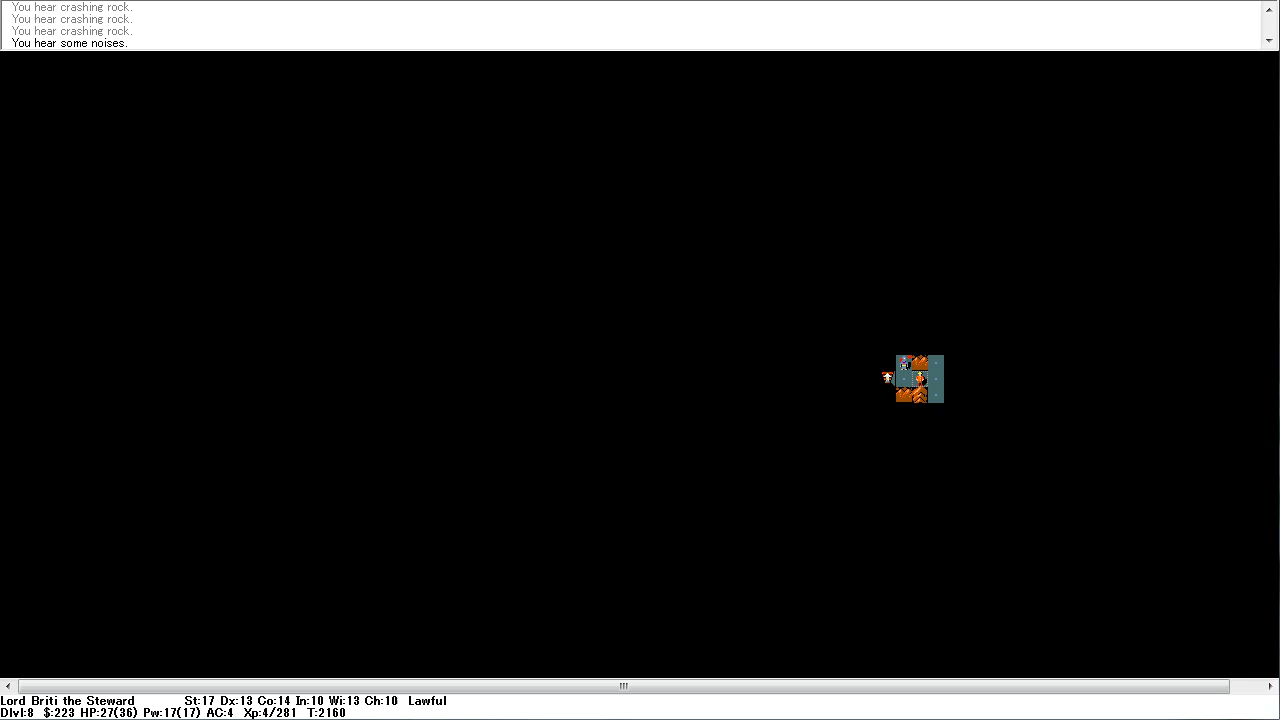 You hear crashing rock.
You hear crashing rock.
You hear crashing rock.
You hear some noises.
Lord Briti the Steward St:17 Dx:13 Co:14 In:10 Wi:13 Ch:10 Lawful
Dlvl:8 $:223 HP:27(36) Pw:17(17) AC:4 Xp:4/281 T:2160